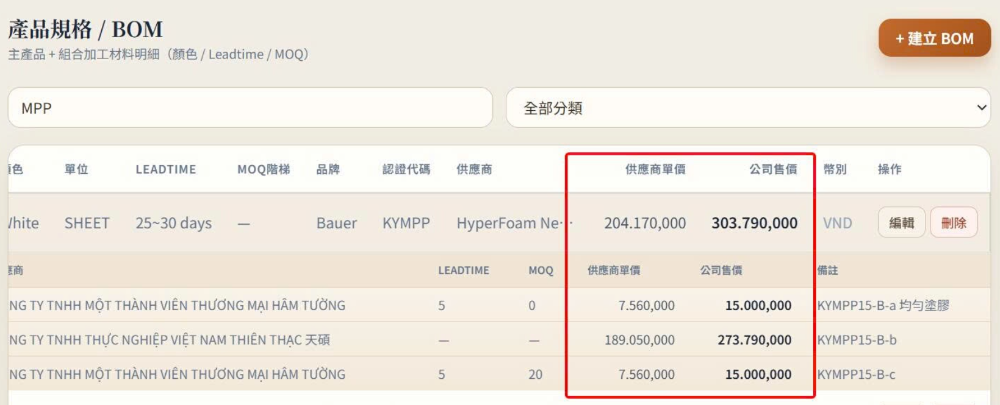 產品規格 / BOM
+ 建立 BOM
主產品 + 組合加工材料明細（顏色 / Leadtime / MOQ）
MPP
全部分類
色 單位 LEADTIME MOQ階梯 品牌 認證代碼 供應商 供應商單價 公司售價 幣別 操作
hite SHEET 25~30 days — Bauer KYMPP HyperFoam Ne··· 204.170,000 303.790,000 VND 編輯 刪除
商 LEADTIME MOQ 供應商單價 公司售價 備註
NG TY TNHH MỘT THÀNH VIÊN THƯƠNG MẠI HÂM TƯỜNG 5 0 7.560,000 15.000,000 KYMPP15-B-a 均勻塗膠
NG TY TNHH THỰC NGHIỆP VIỆT NAM THIÊN THẠC 天碩 — — 189.050,000 273.790,000 KYMPP15-B-b
NG TY TNHH MỘT THÀNH VIÊN THƯƠNG MẠI HÂM TƯỜNG 5 20 7.560,000 15.000,000 KYMPP15-B-c